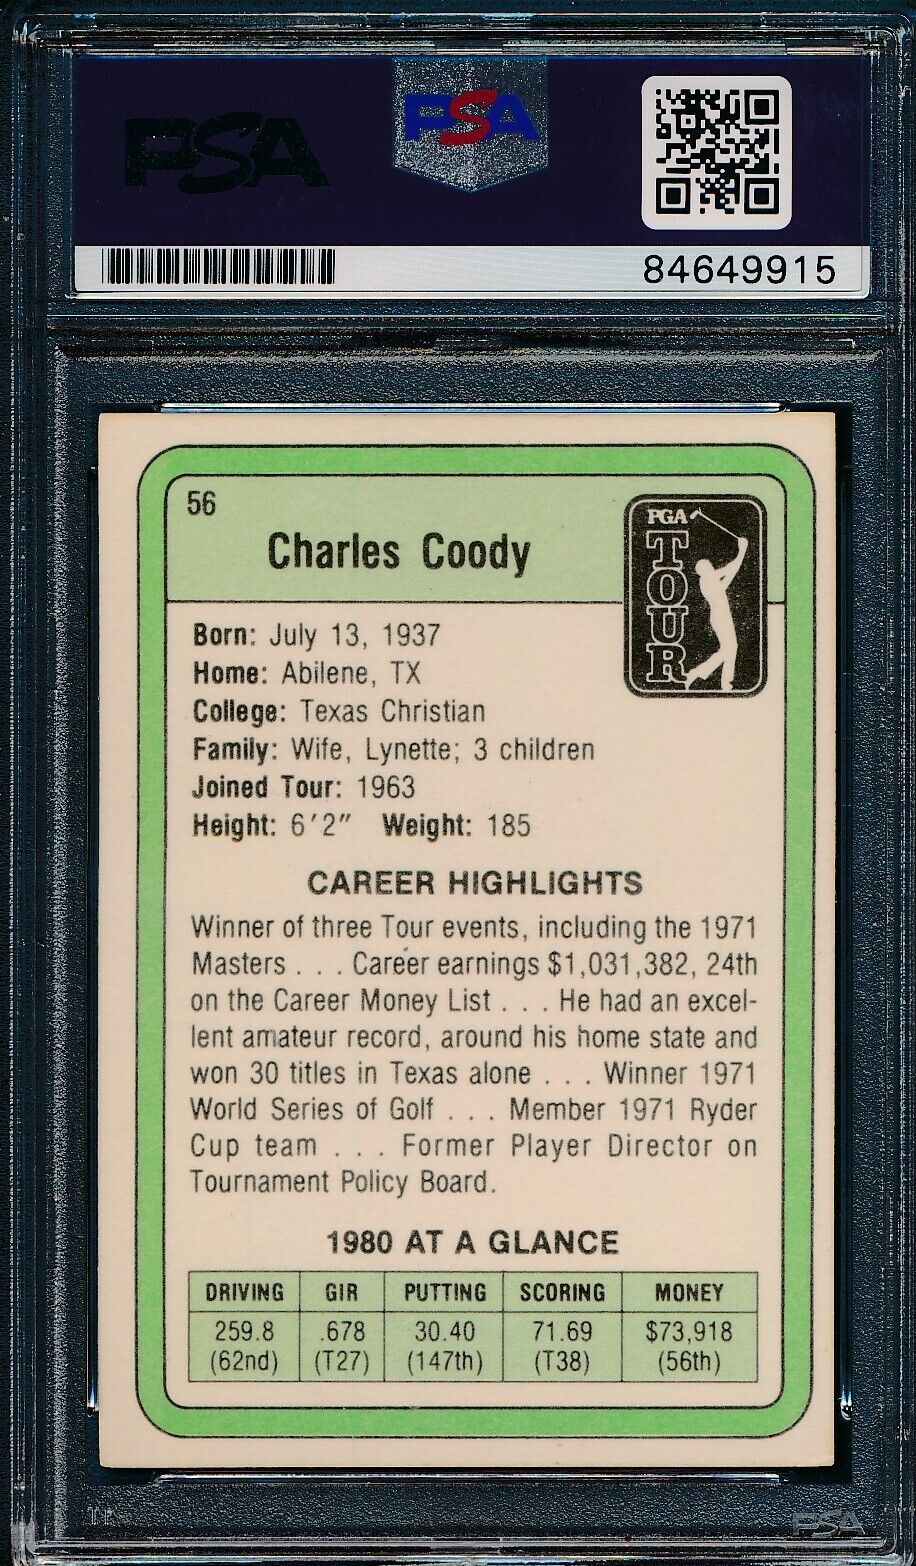 PSA
PSA
84649915
56
Charles Coody
PGA
TOUR
Born: July 13, 1937
Home: Abilene, TX
College: Texas Christian
Family: Wife, Lynette; 3 children
Joined Tour: 1963
Height: 6'2" Weight: 185
CAREER HIGHLIGHTS
Winner of three Tour events, including the 1971
Masters . . . Career earnings $1,031,382, 24th
on the Career Money List . . . He had an excel-
lent amateur record, around his home state and
won 30 titles in Texas alone . . . Winner 1971
World Series of Golf . . . Member 1971 Ryder
Cup team . . . Former Player Director on
Tournament Policy Board.
1980 AT A GLANCE
DRIVING GIR PUTTING SCORING MONEY
259.8 .678 30.40 71.69 $73,918
(62nd) (T27) (147th) (T38) (56th)
PSA